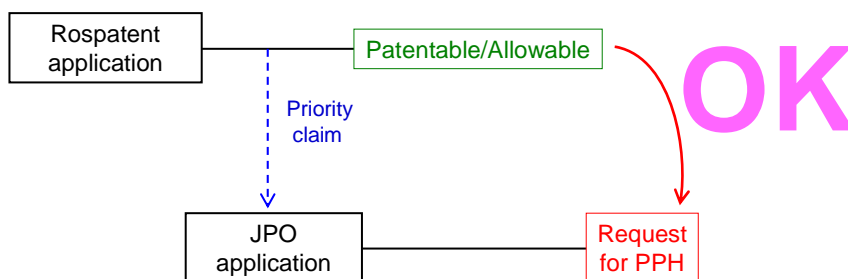 Rospatent
application
Patentable/Allowable
OK
Priority
claim
JPO
application
Request
for PPH